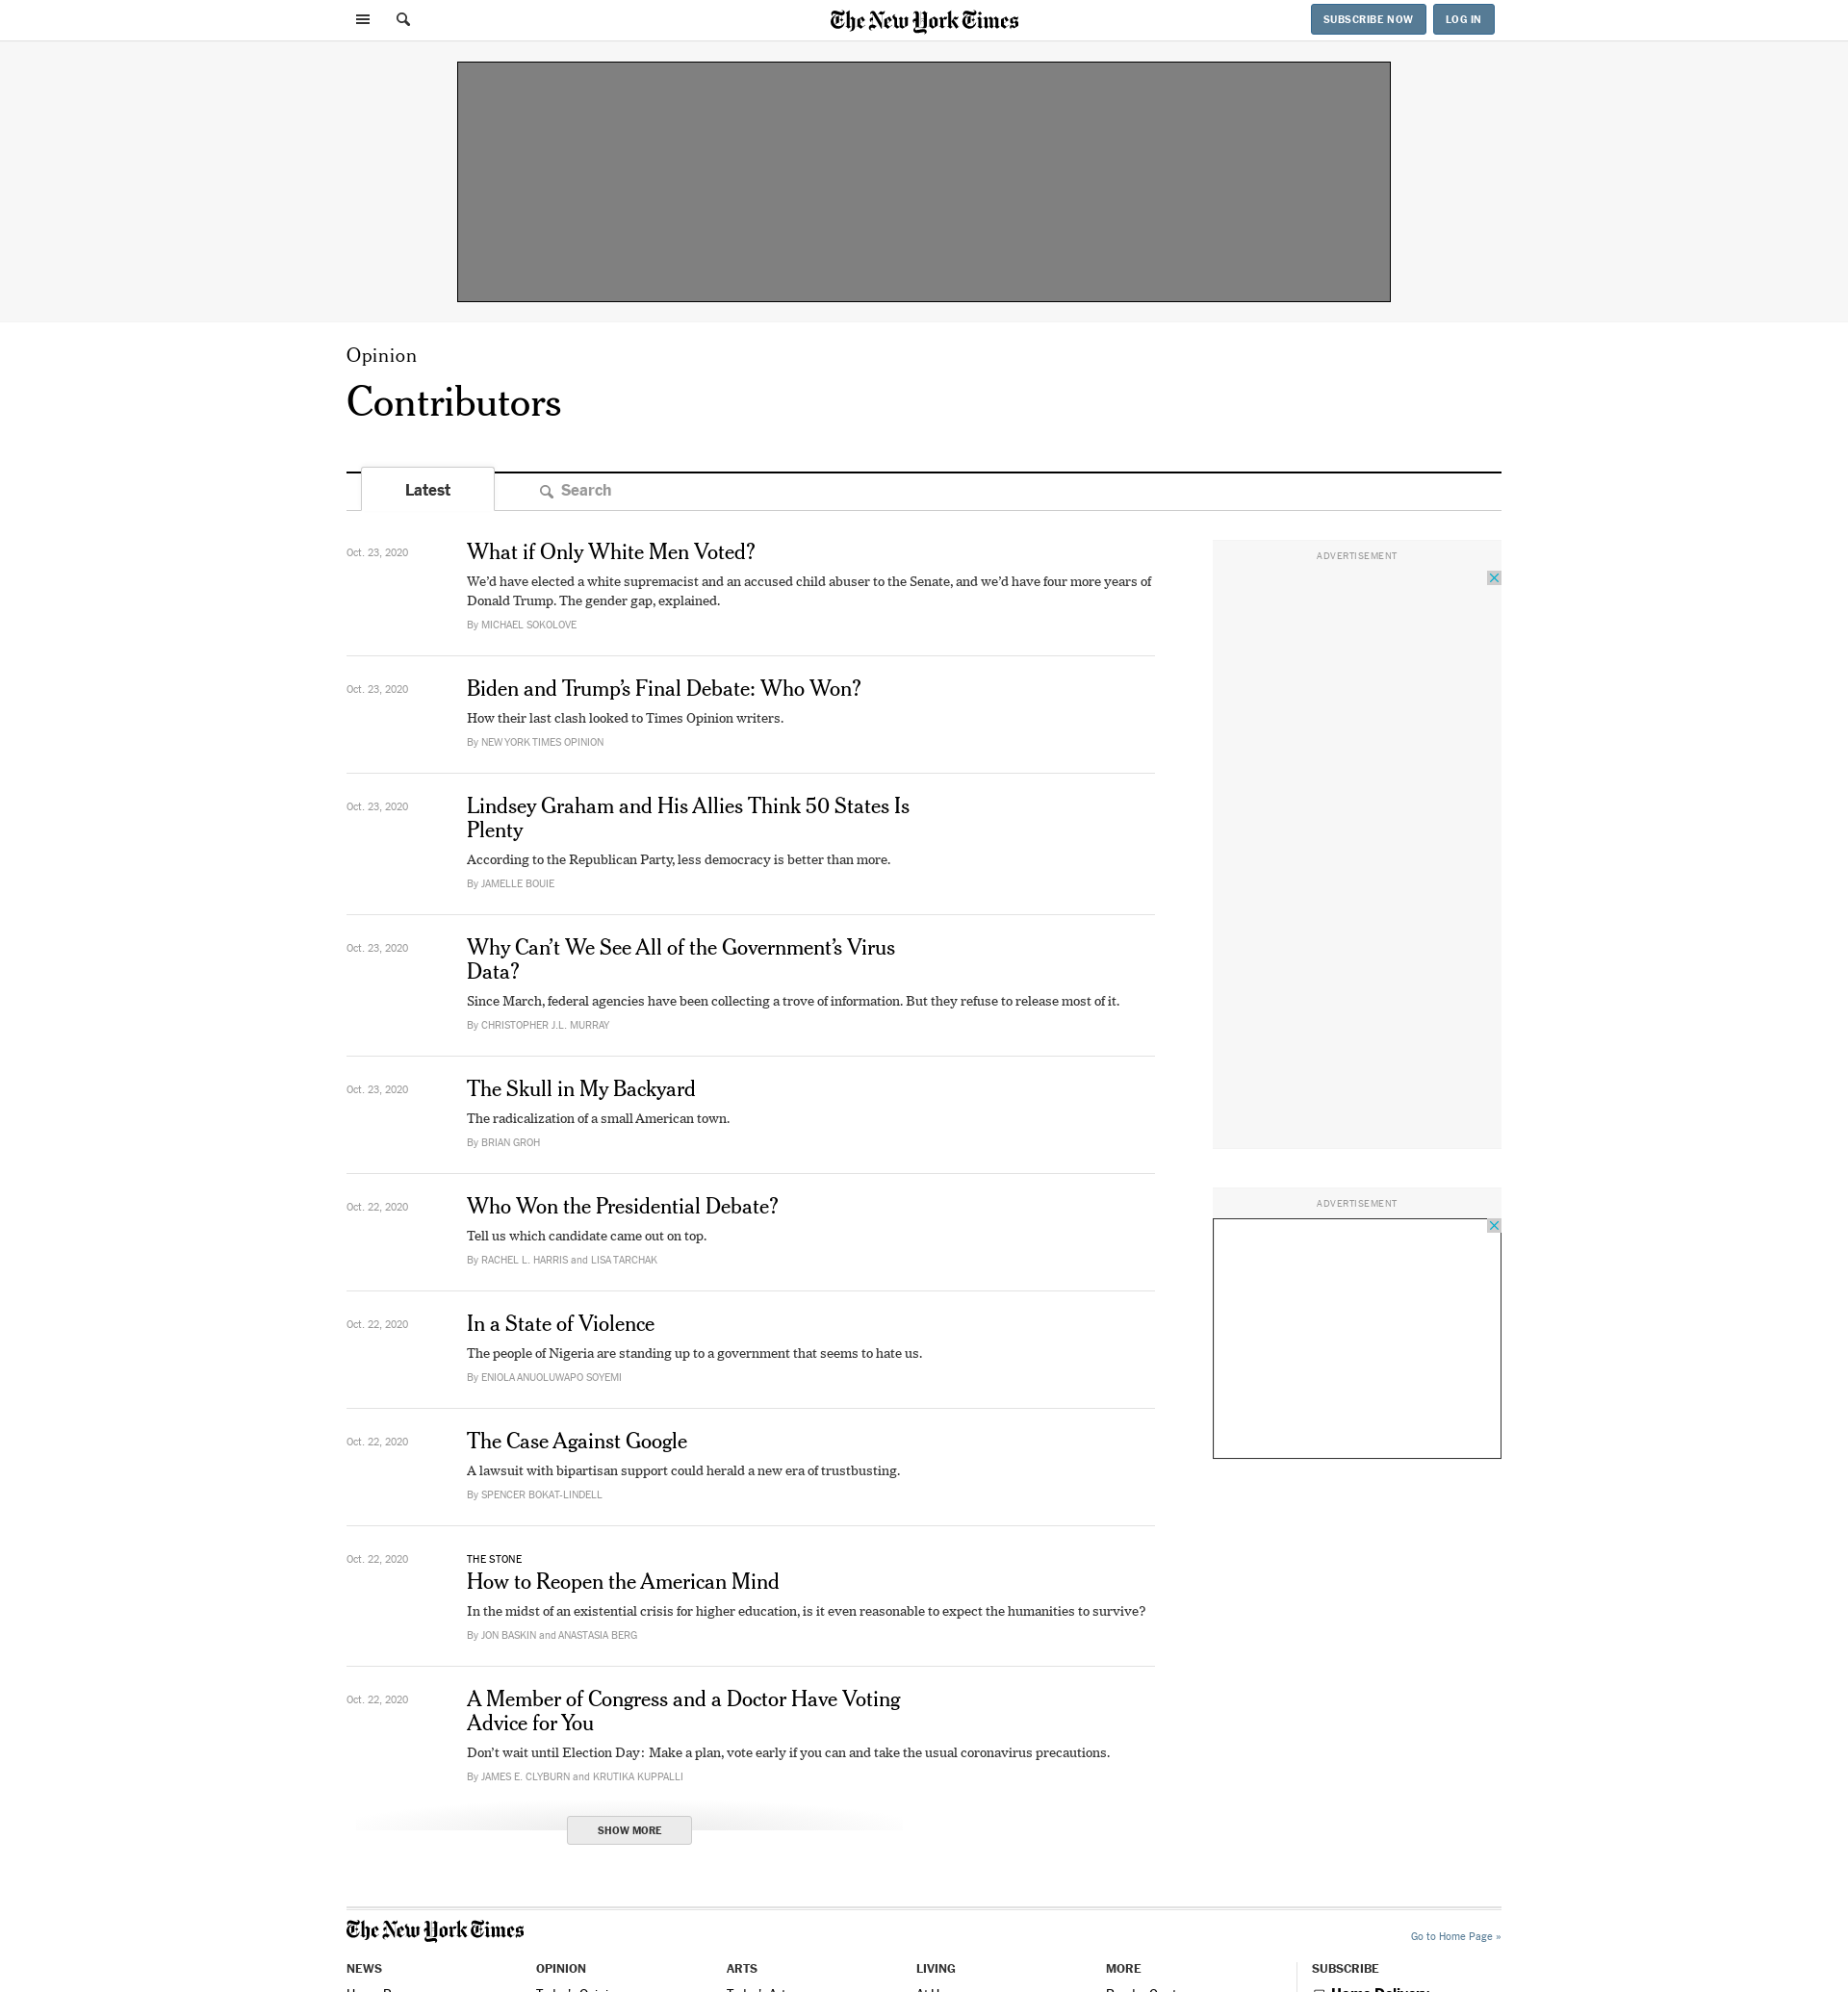 The New York Times
SUBSCRIBE NOW
LOG IN
Opinion
Contributors
Latest
Search
Oct. 23, 2020
What if Only White Men Voted?
We’d have elected a white supremacist and an accused child abuser to the Senate, and we’d have four more years of
Donald Trump. The gender gap, explained.
By MICHAEL SOKOLOVE
Oct. 23, 2020
Biden and Trump’s Final Debate: Who Won?
How their last clash looked to Times Opinion writers.
By NEW YORK TIMES OPINION
Oct. 23, 2020
Lindsey Graham and His Allies Think 50 States Is
Plenty
According to the Republican Party, less democracy is better than more.
By JAMELLE BOUIE
Oct. 23, 2020
Why Can’t We See All of the Government’s Virus
Data?
Since March, federal agencies have been collecting a trove of information. But they refuse to release most of it.
By CHRISTOPHER J.L. MURRAY
Oct. 23, 2020
The Skull in My Backyard
The radicalization of a small American town.
By BRIAN GROH
Oct. 22, 2020
Who Won the Presidential Debate?
Tell us which candidate came out on top.
By RACHEL L. HARRIS and LISA TARCHAK
Oct. 22, 2020
In a State of Violence
The people of Nigeria are standing up to a government that seems to hate us.
By ENIOLA ANUOLUWAPO SOYEMI
Oct. 22, 2020
The Case Against Google
A lawsuit with bipartisan support could herald a new era of trustbusting.
By SPENCER BOKAT-LINDELL
Oct. 22, 2020
THE STONE
How to Reopen the American Mind
In the midst of an existential crisis for higher education, is it even reasonable to expect the humanities to survive?
By JON BASKIN and ANASTASIA BERG
Oct. 22, 2020
A Member of Congress and a Doctor Have Voting
Advice for You
Don’t wait until Election Day: Make a plan, vote early if you can and take the usual coronavirus precautions.
By JAMES E. CLYBURN and KRUTIKA KUPPALLI
SHOW MORE
ADVERTISEMENT
ADVERTISEMENT
The New York Times
Go to Home Page »
NEWS
OPINION
ARTS
LIVING
MORE
SUBSCRIBE
Home Delivery